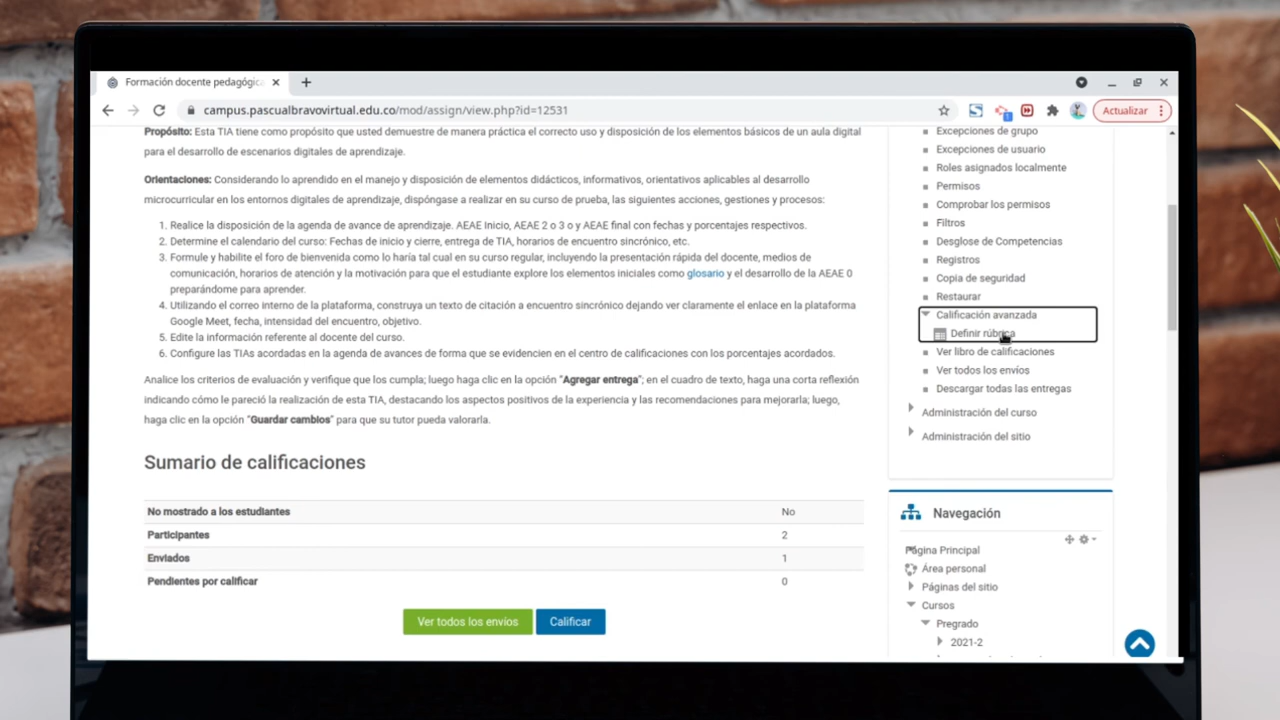 Formación docente pedagógic
campus.pascualbravovirtual.edu.co/mod/assign/view.php?id=12531
Actualizar
Propósito: Esta TIA tiene como propósito que usted demuestre de manera práctica el correcto uso y disposición de los elementos básicos de un aula digital
para el desarrollo de escenarios digitales de aprendizaje.
Orientaciones: Considerando lo aprendido en el manejo y disposición de elementos didácticos, informativos, orientativos aplicables al desarrollo
microcurricular en los entornos digitales de aprendizaje, dispóngase a realizar en su curso de prueba, las siguientes acciones, gestiones y procesos:
1. Realice la disposición de la agenda de avance de aprendizaje. AEAE Inicio, AEAE 2 o 3 o y AEAE final con fechas y porcentajes respectivos.
2. Determine el calendario del curso: Fechas de inicio y cierre, entrega de TIA, horarios de encuentro sincrónico, etc.
3. Formule y habilite el foro de bienvenida como lo haría tal cual en su curso regular, incluyendo la presentación rápida del docente, medios de
comunicación, horarios de atención y la motivación para que el estudiante explore los elementos iniciales como glosario y el desarrollo de la AEAE 0
preparándome para aprender.
4. Utilizando el correo interno de la plataforma, construya un texto de citación a encuentro sincrónico dejando ver claramente el enlace en la plataforma
Google Meet, fecha, intensidad del encuentro, objetivo.
5. Edite la información referente al docente del curso.
6. Configure las TIAs acordadas en la agenda de avances de forma que se evidencien en el centro de calificaciones con los porcentajes acordados.
Analice los criterios de evaluación y verifique que los cumpla; luego haga clic en la opción "Agregar entrega"; en el cuadro de texto, haga una corta reflexión
indicando cómo le pareció la realización de esta TIA, destacando los aspectos positivos de la experiencia y las recomendaciones para mejorarla; luego,
haga clic en la opción "Guardar cambios" para que su tutor pueda valorarla.
Sumario de calificaciones
No mostrado a los estudiantes No
Participantes 2
Enviados 1
Pendientes por calificar 0
Ver todos los envíos Calificar
Excepciones de grupo
Excepciones de usuario
Roles asignados localmente
Permisos
Comprobar los permisos
Filtros
Desglose de Competencias
Registros
Copia de seguridad
Restaurar
Calificación avanzada
Definir rúbrica
Ver libro de calificaciones
Ver todos los envíos
Descargar todas las entregas
Administración del curso
Administración del sitio
Navegación
Página Principal
Área personal
Páginas del sitio
Cursos
Pregrado
2021-2